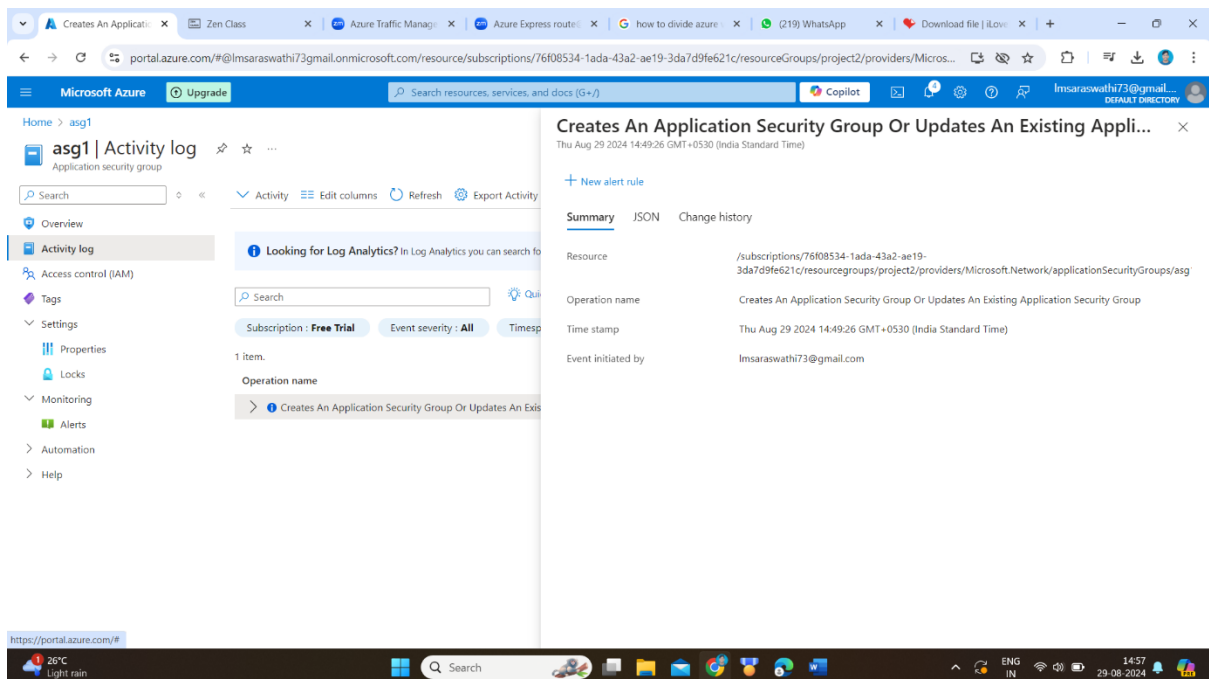 Creates An Applicatic
Zen Class
Azure Traffic Manage
Azure Express route
how to divide azure
(219) WhatsApp
Download file | iLove
portal.azure.com/#@lmsaraswathi73gmail.onmicrosoft.com/resource/subscriptions/76f08534-1ada-43a2-ae19-3da7d9fe621c/resourceGroups/project2/providers/Micros...
Microsoft Azure
Upgrade
Search resources, services, and docs (G+/)
Copilot
4
lmsaraswathi73@gmail....
DEFAULT DIRECTORY
Home > asg1
asg1 | Activity log
Application security group
Search
Overview
Activity log
Access control (IAM)
Tags
Settings
Properties
Locks
Monitoring
Alerts
Automation
Help
Activity
Edit columns
Refresh
Export Activity
Looking for Log Analytics? In Log Analytics you can search fo
Search
Qui
Subscription : Free Trial
Event severity : All
Timesp
1 item.
Operation name
Creates An Application Security Group Or Updates An Exis
Creates An Application Security Group Or Updates An Existing Appli...
Thu Aug 29 2024 14:49:26 GMT+0530 (India Standard Time)
New alert rule
Summary
JSON
Change history
Resource
/subscriptions/76f08534-1ada-43a2-ae19-
3da7d9fe621c/resourcegroups/project2/providers/Microsoft.Network/applicationSecurityGroups/asg
Operation name
Creates An Application Security Group Or Updates An Existing Application Security Group
Time stamp
Thu Aug 29 2024 14:49:26 GMT+0530 (India Standard Time)
Event initiated by
lmsaraswathi73@gmail.com
https://portal.azure.com/#
1
26°C
Light rain
Search
ENG
IN
14:57
29-08-2024